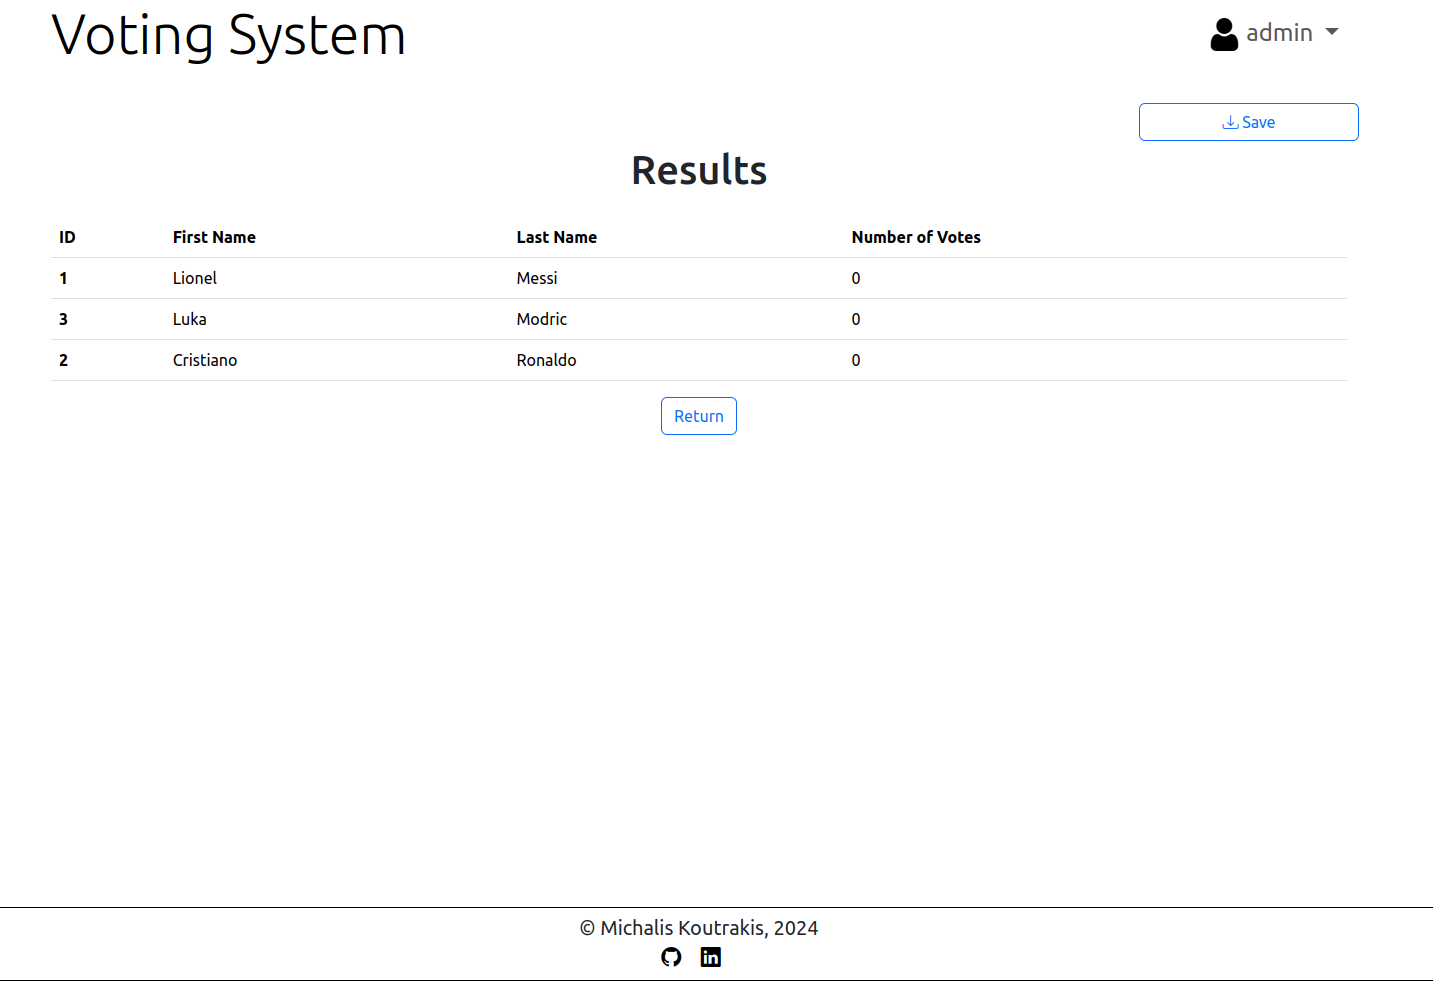 Voting System
admin
Save
Results
ID First Name Last Name Number of Votes
1 Lionel Messi 0
3 Luka Modric 0
2 Cristiano Ronaldo 0
Return
© Michalis Koutrakis, 2024
in